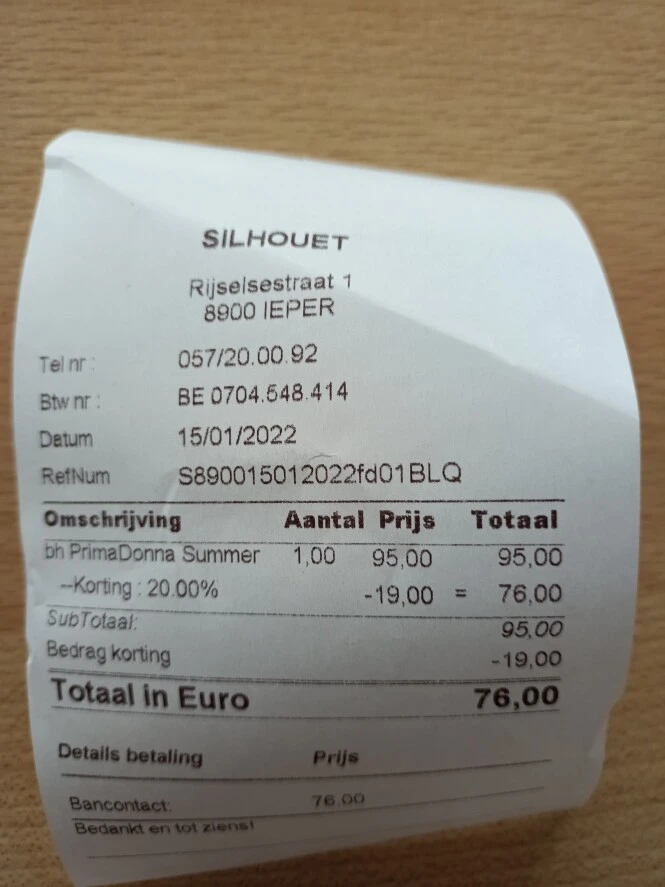 SILHOUET
Rijselsestraat 1
8900 IEPER
Tel nr : 057/20.00.92
Btw nr : BE 0704.548.414
Datum 15/01/2022
RefNum S890015012022fd01BLQ
Omschrijving Aantal Prijs Totaal
bh PrimaDonna Summer 1,00 95,00 95,00
--Korting : 20.00% -19,00 = 76,00
SubTotaal: 95,00
Bedrag korting -19,00
Totaal in Euro 76,00
Details betaling Prijs
Bancontact: 76.00
Bedankt en tot ziens!